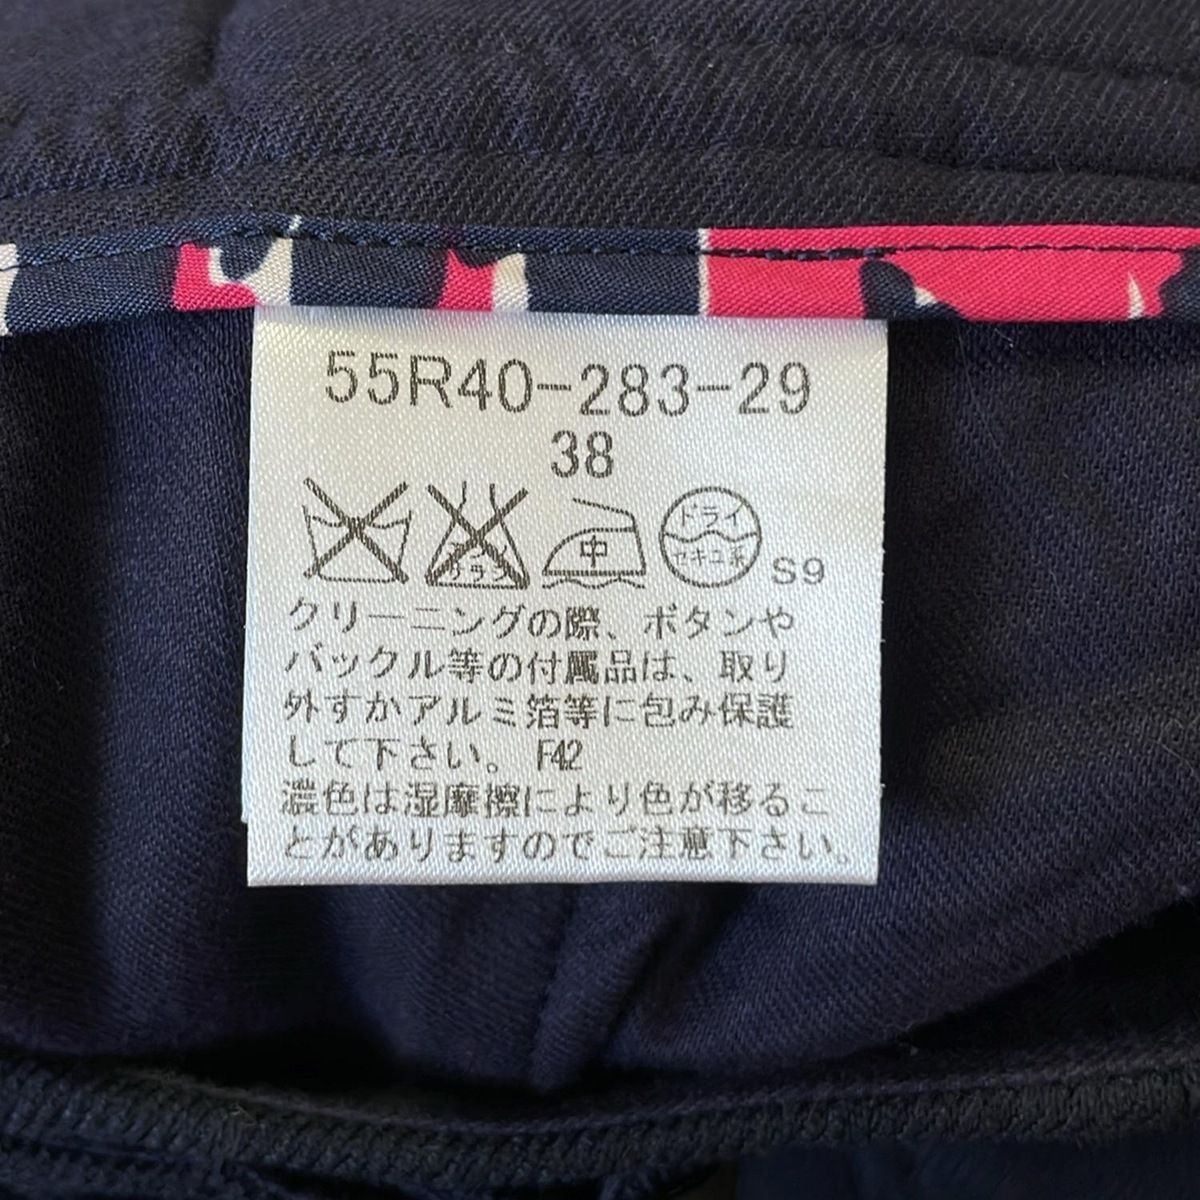 55R40-283-29
38
中
ドライ
セキユ系
S9
クリーニングの際、ボタンや
バックル等の付属品は、取り
外すかアルミ箔等に包み保護
して下さい。 F42
濃色は湿摩擦により色が移るこ
とがありますのでご注意下さい。